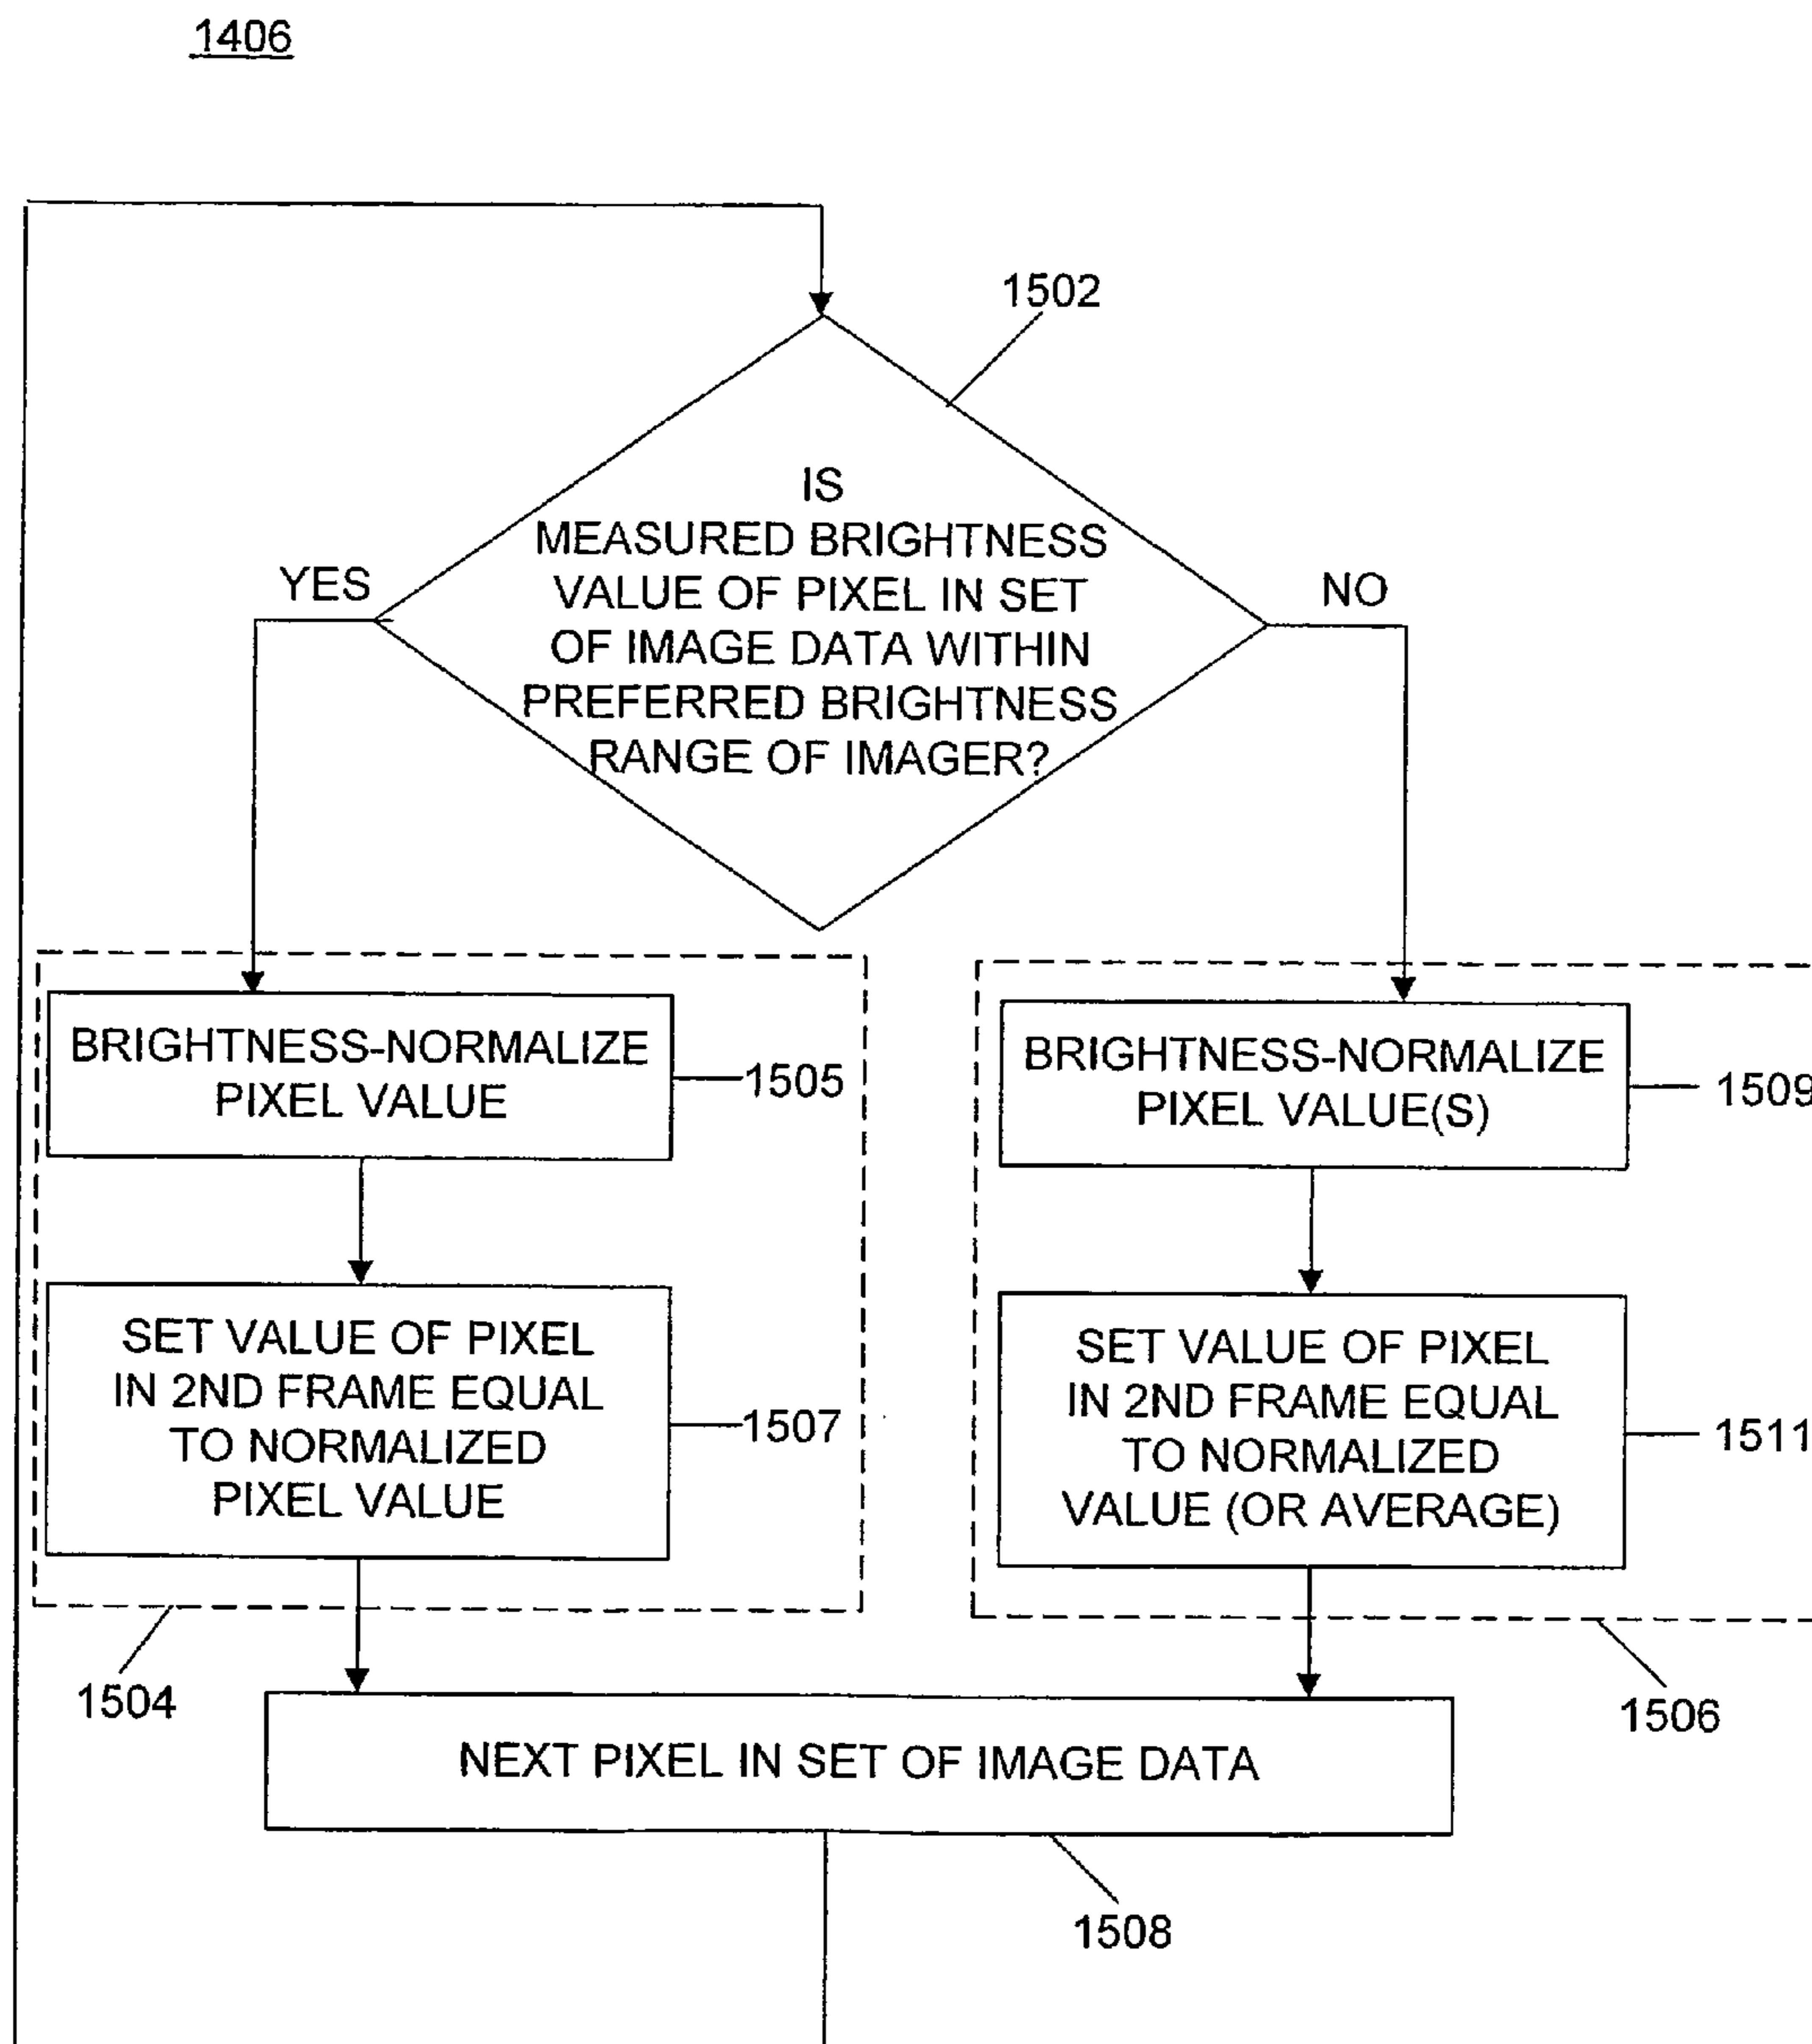 1406
1502
IS
MEASURED BRIGHTNESS
VALUE OF PIXEL IN SET
OF IMAGE DATA WITHIN
PREFERRED BRIGHTNESS
RANGE OF IMAGER?
YES
NO
BRIGHTNESS-NORMALIZE
PIXEL VALUE
1505
BRIGHTNESS-NORMALIZE
PIXEL VALUE(S)
1509
SET VALUE OF PIXEL
IN 2ND FRAME EQUAL
TO NORMALIZED
PIXEL VALUE
1507
SET VALUE OF PIXEL
IN 2ND FRAME EQUAL
TO NORMALIZED
VALUE (OR AVERAGE)
1511
1504
1506
NEXT PIXEL IN SET OF IMAGE DATA
1508